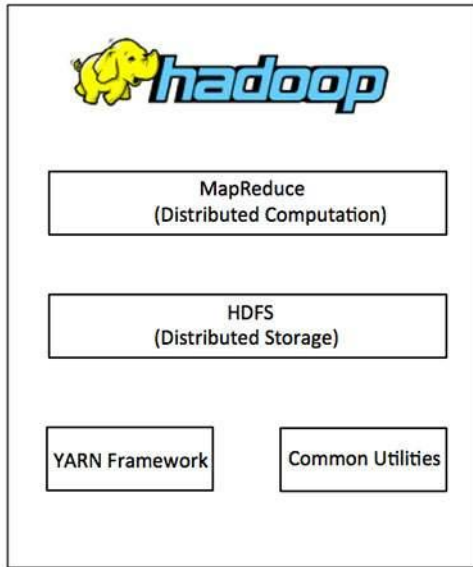 hadoop
MapReduce
(Distributed Computation)
HDFS
(Distributed Storage)
YARN Framework
Common Utilities